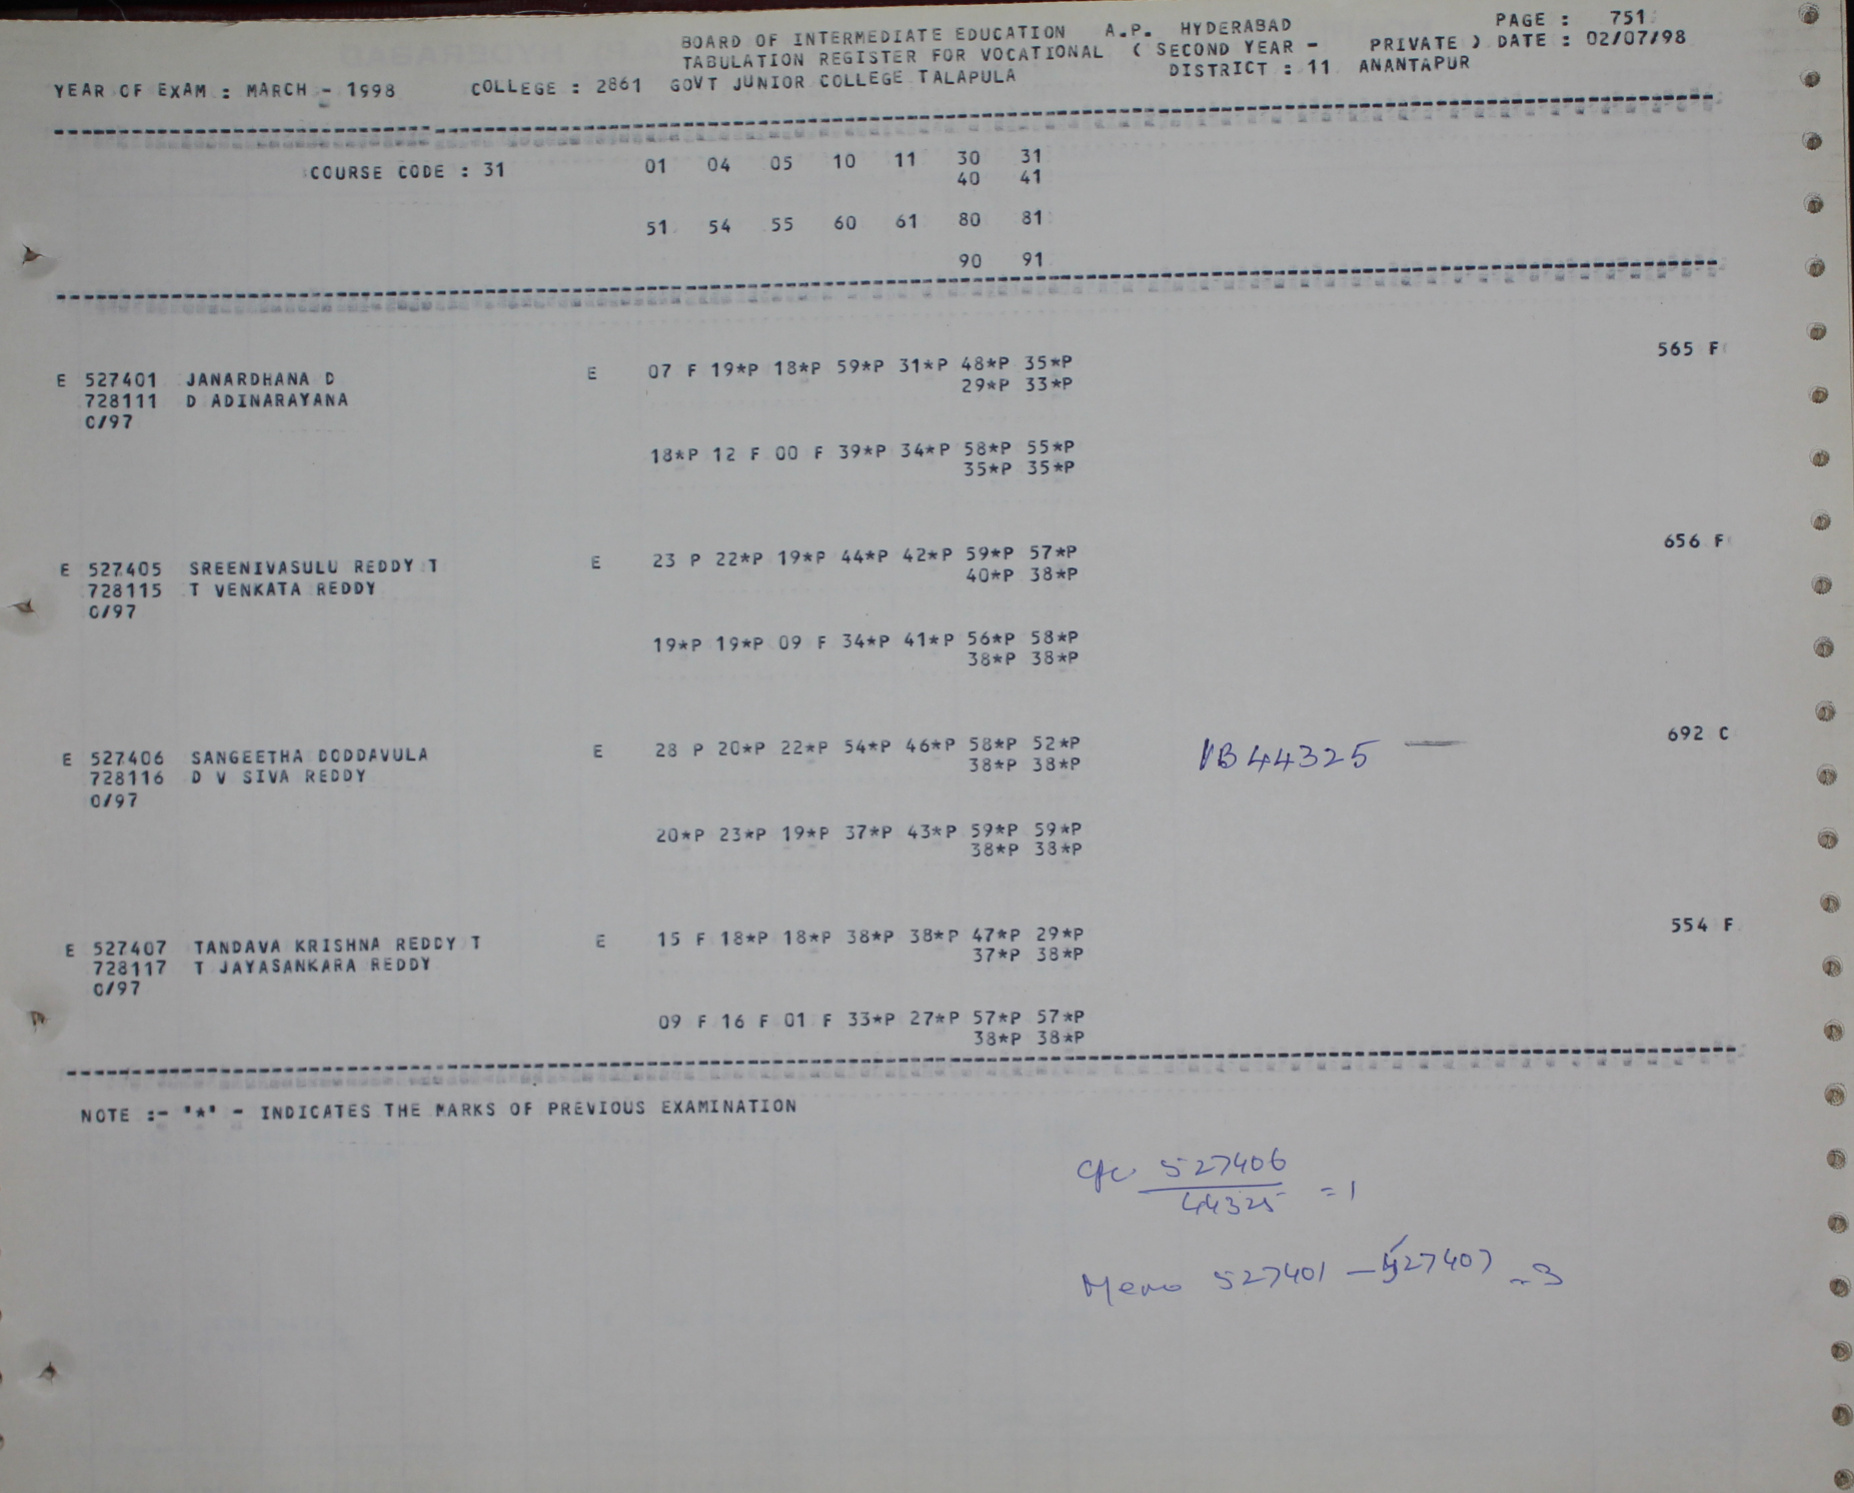 BOARD OF INTERMEDIATE EDUCATION A.P. HYDERABAD PAGE : 751
TABULATION REGISTER FOR VOCATIONAL ( SECOND YEAR - PRIVATE ) DATE : 02/07/98
YEAR OF EXAM : MARCH - 1998 COLLEGE : 2861 GOVT JUNIOR COLLEGE TALAPULA DISTRICT : 11 ANANTAPUR
COURSE CODE : 31 01 04 05 10 11 30 31
40 41
51 54 55 60 61 80 81
90 91
E 527401 JANARDHANA D E 07 F 19*P 18*P 59*P 31*P 48*P 35*P 565 F
728111 D ADINARAYANA 29*P 33*P
0/97
18*P 12 F 00 F 39*P 34*P 58*P 55*P
35*P 35*P
E 527405 SREENIVASULU REDDY T E 23 P 22*P 19*P 44*P 42*P 59*P 57*P 656 F
728115 T VENKATA REDDY 40*P 38*P
0/97
19*P 19*P 09 F 34*P 41*P 56*P 58*P
38*P 38*P
E 527406 SANGEETHA DODDAVULA E 28 P 20*P 22*P 54*P 46*P 58*P 52*P VB44325 — 692 C
728116 D V SIVA REDDY 38*P 38*P
0/97
20*P 23*P 19*P 37*P 43*P 59*P 59*P
38*P 38*P
E 527407 TANDAVA KRISHNA REDDY T E 15 F 18*P 18*P 38*P 38*P 47*P 29*P 554 F
728117 T JAYASANKARA REDDY 37*P 38*P
0/97
09 F 16 F 01 F 33*P 27*P 57*P 57*P
38*P 38*P
NOTE :- "*" - INDICATES THE MARKS OF PREVIOUS EXAMINATION
527406
44325 = 1
Memo 527401 — 527407 = 3